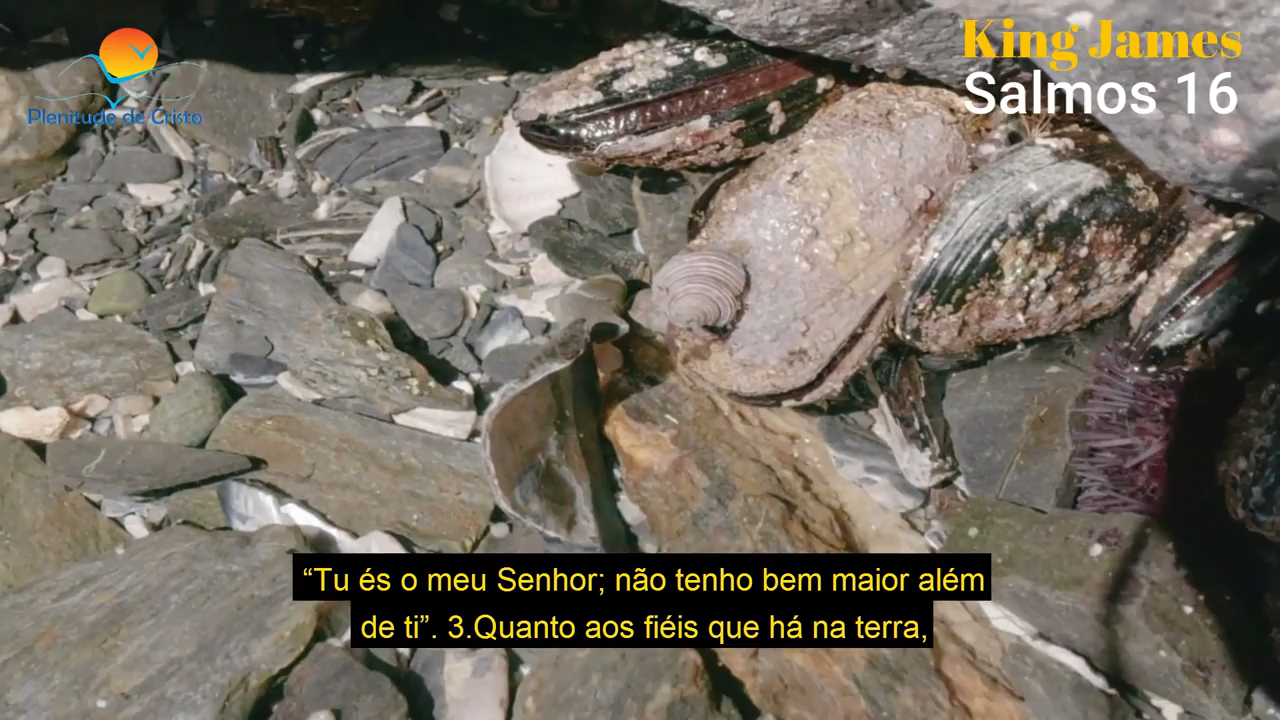 King James
Plenitude de Cristo
Salmos 16
“Tu és o meu Senhor; não tenho bem maior além
de ti”. 3.Quanto aos fiéis que há na terra,